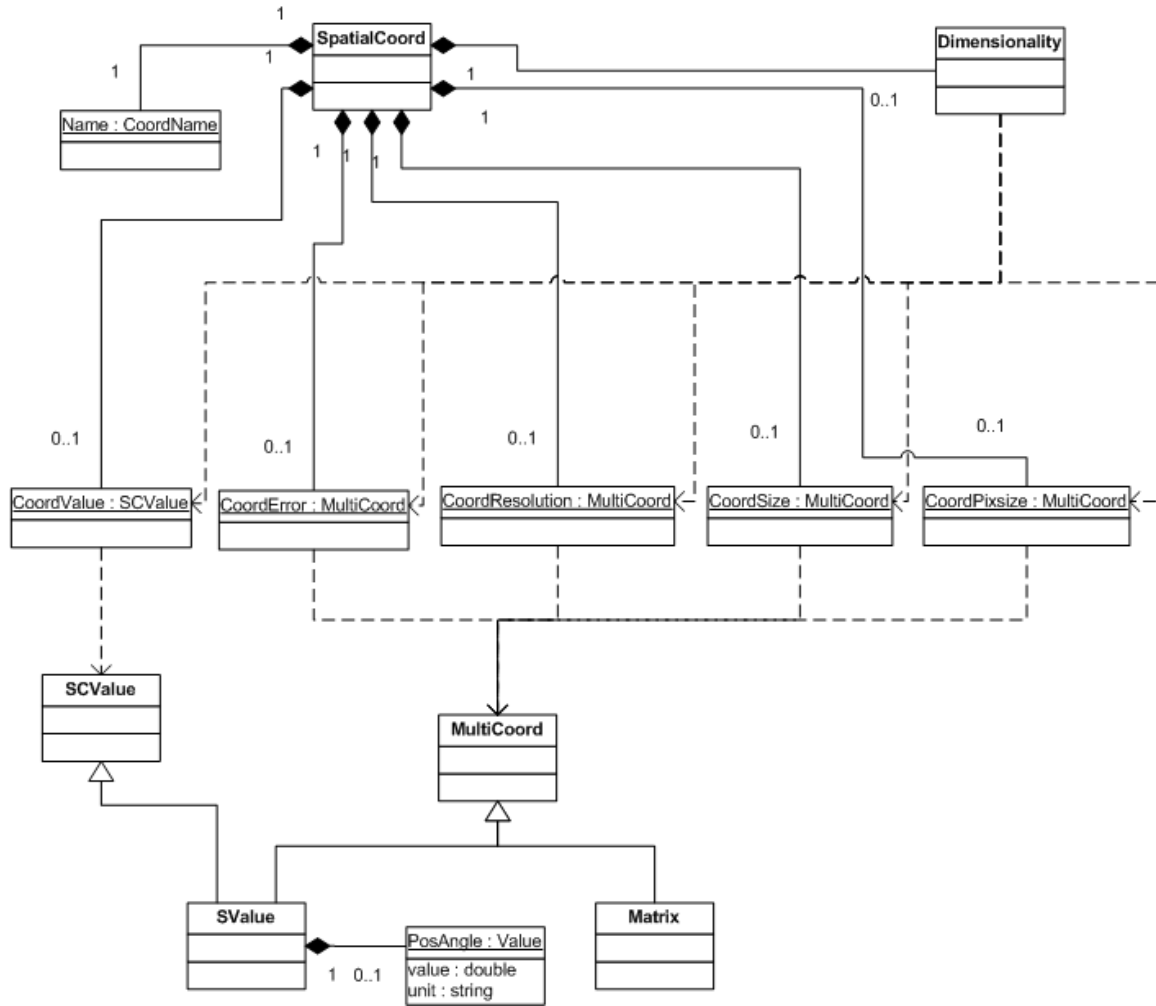 1
SpatialCoord
Dimensionality
1
1
1
0..1
1
Name : CoordName
1
1
1
1
0..1
0..1
0..1
0..1
0..1
CoordValue : SCValue
CoordError : MultiCoord
CoordResolution : MultiCoord
CoordSize : MultiCoord
CoordPixsize : MultiCoord
SCValue
MultiCoord
SValue
Matrix
PosAngle : Value
value : double
unit : string
1
0..1